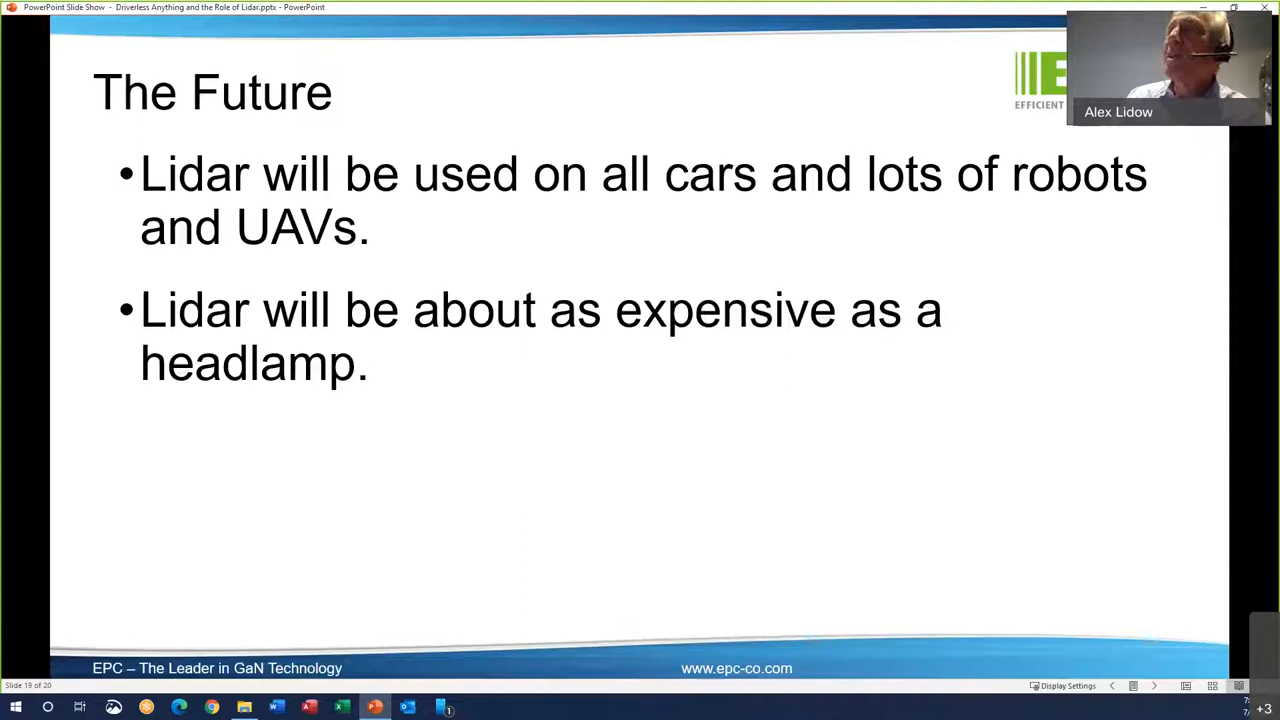 PowerPoint Slide Show - Driverless Anything and the Role of Lidar.pptx - PowerPoint
The Future
EFFICIENT
Alex Lidow
•Lidar will be used on all cars and lots of robots
and UAVs.
•Lidar will be about as expensive as a
headlamp.
EPC – The Leader in GaN Technology
www.epc-co.com
Slide 19 of 20
Display Settings
1
+3